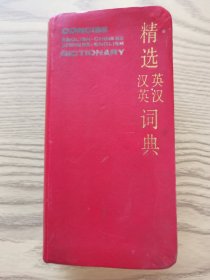 CONCISE
ENGLISH-CHINESE
CHINESE-ENGLISH
DICTIONARY
精选英汉汉英词典